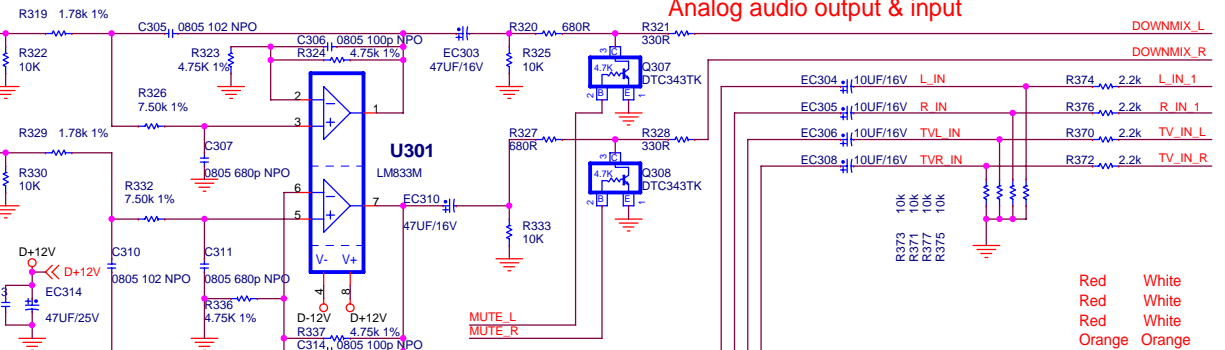 Analog audio output & input
R319 1.78k 1%
C305 0805 102 NPO
R320 680R
R321
330R
DOWNMIX_L
R322
10K
R323
4.75K 1%
C306 0805 100p NPO
R324 4.75k 1%
EC303
47UF/16V
R325
10K
3 C
4.7K
Q307
DTC343TK
2 B E 1
DOWNMIX_R
EC304 10UF/16V L_IN
R374 2.2k L_IN_1
R326
7.50k 1%
2
3
1
EC305 10UF/16V R_IN
R376 2.2k R_IN_1
R329 1.78k 1%
C307
0805 680p NPO
U301
LM833M
R327
680R
R328
330R
EC306 10UF/16V TVL_IN
R370 2.2k TV_IN_L
EC308 10UF/16V TVR_IN
R372 2.2k TV_IN_R
R330
10K
R332
7.50k 1%
6
5
7
EC310
47UF/16V
3 C
4.7K
Q308
DTC343TK
2 B E 1
R333
10K
R373 10k
R371 10k
R377 10k
R375 10k
D+12V
D+12V
C310
0805 102 NPO
C311
0805 680p NPO
V- V+
4 8
3
EC314
47UF/25V
R336
4.75K 1%
D-12V D+12V
R337 4.75k 1%
C314 0805 100p NPO
MUTE_L
MUTE_R
Red White
Red White
Red White
Orange Orange